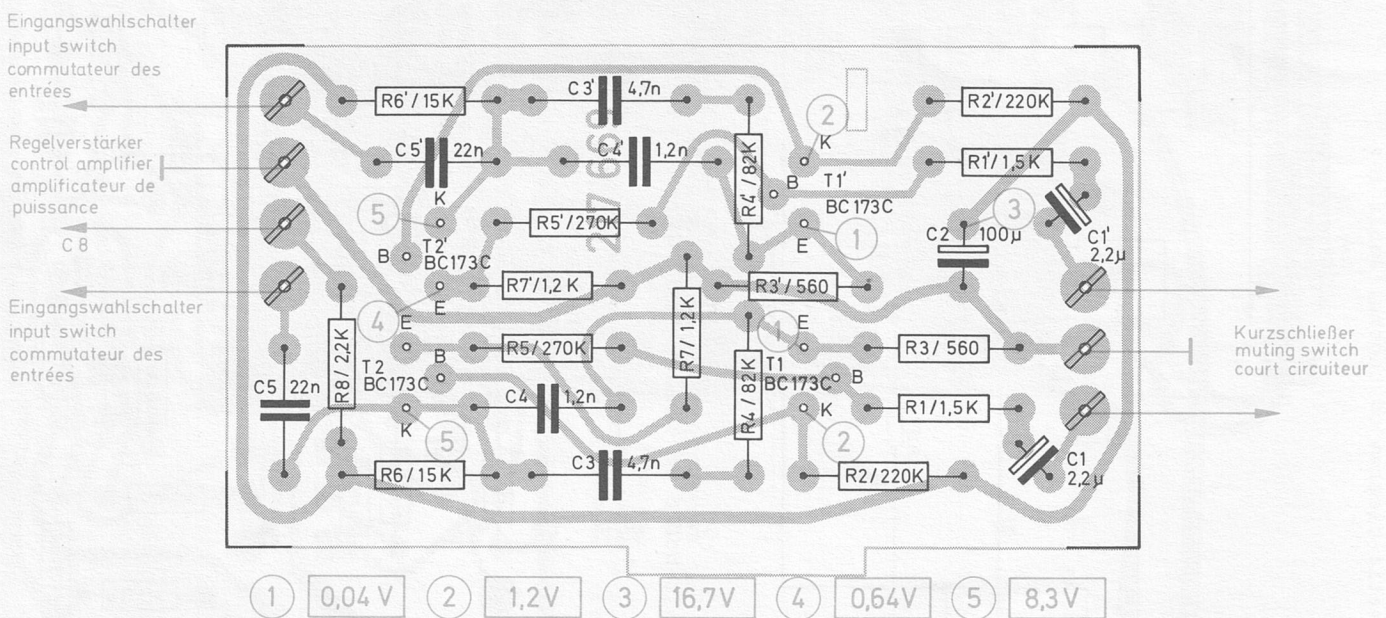 Eingangswahlschalter
input switch
commutateur des
entrées
Regelverstärker
control amplifier
amplificateur de
puissance
C 8
Eingangswahlschalter
input switch
commutateur des
entrées
R6'/15K
C3' 4,7n
2
K
R2'/220K
C5' 22n
C4' 1,2n
R4'/82K
B T1'
BC173C
R1'/1,5K
K
5
R5'/270K
27 660
E
1
3
C2 100µ
C1'
2,2µ
B T2'
BC173C
E
R7'/1,2K
R3'/560
4
E
R8/2,2K
T2
BC173C
B
R5/270K
R7/1,2K
1
E
T1
BC173C
B
R3/560
Kurzschließer
muting switch
court circuiteur
C5 22n
K
5
C4 1,2n
R4/82K
K
2
R1/1,5K
R6/15K
C3 4,7n
R2/220K
C1
2,2µ
1 0,04V 2 1,2V 3 16,7V 4 0,64V 5 8,3V